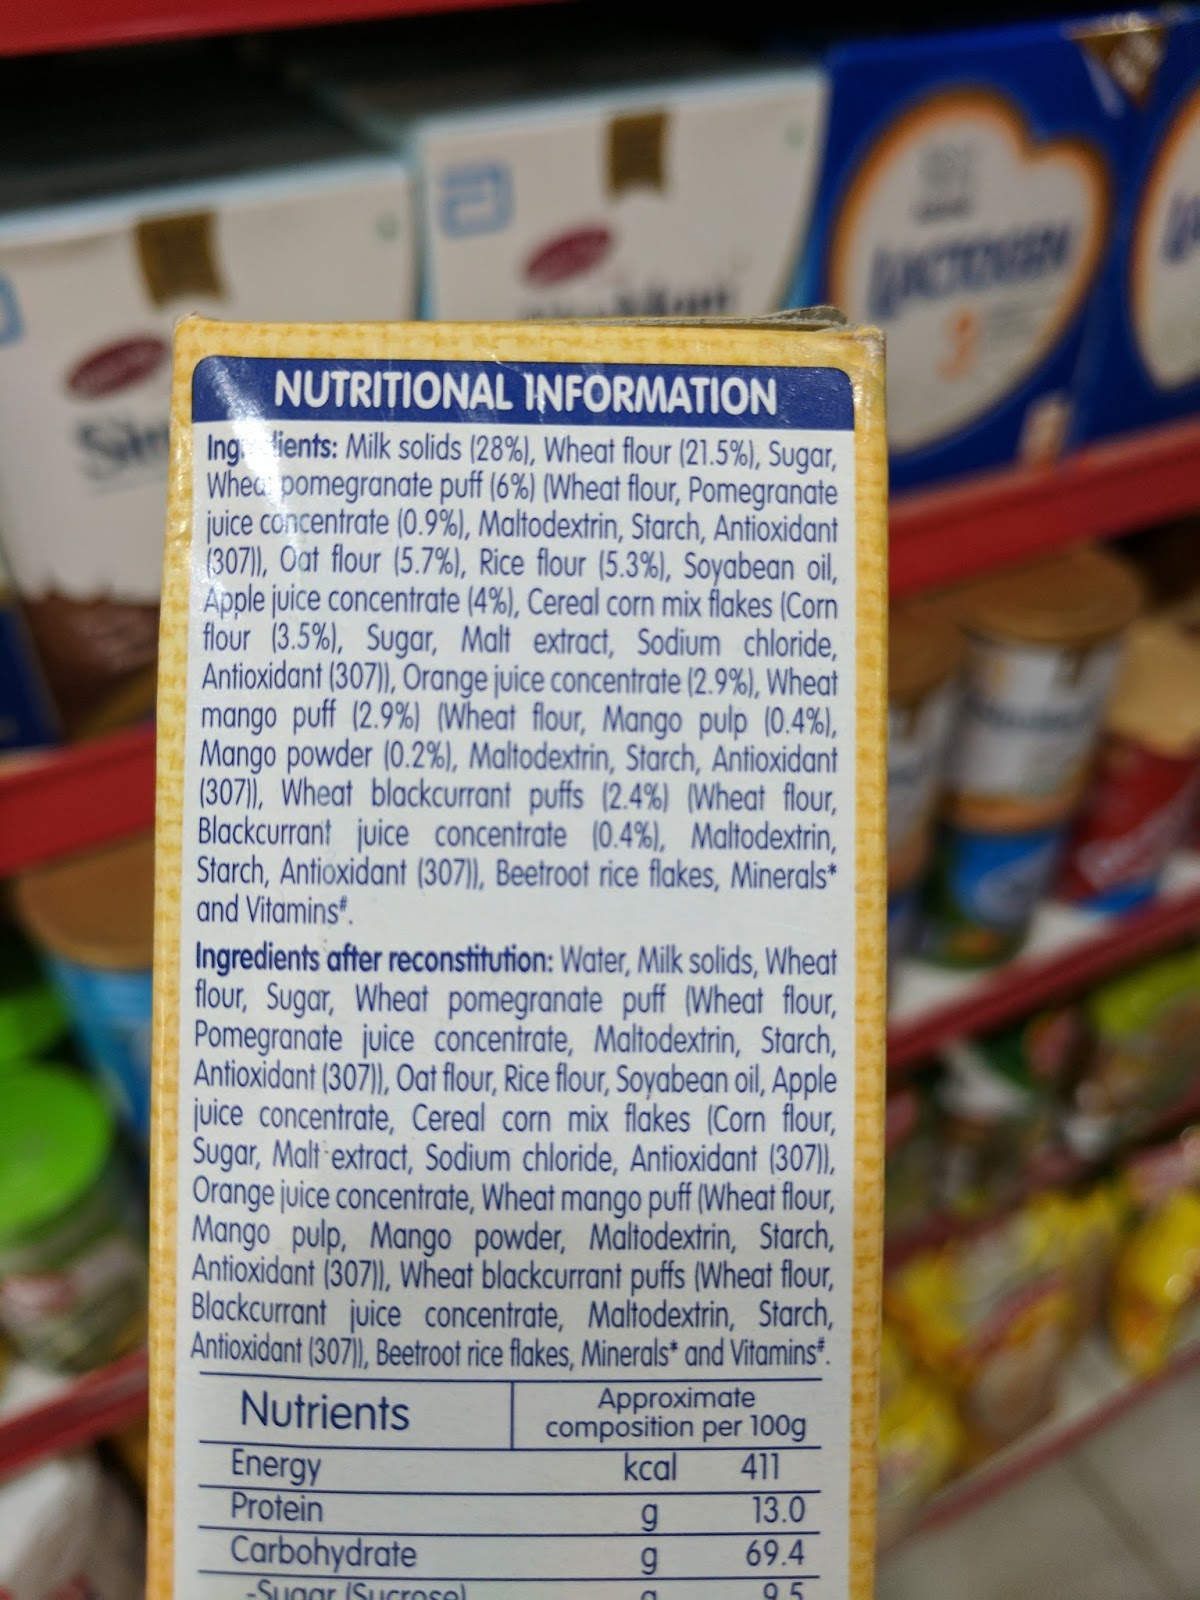 LACTOGEN
3
NUTRITIONAL INFORMATION
Milk solids (28%), Wheat flour (21.5%), Sugar,
pomegranate puff (6%) (Wheat flour, Pomegranate
juice concentrate (0.9%), Maltodextrin, Starch, Antioxidant
(307)), Oat flour (5.7%), Rice flour (5.3%), Soyabean oil,
Apple juice concentrate (4%), Cereal corn mix flakes (Corn
flour (3.5%), Sugar, Malt extract, Sodium chloride,
Antioxidant (307)), Orange juice concentrate (2.9%), Wheat
mango puff (2.9%) (Wheat flour, Mango pulp (0.4%),
Mango powder (0.2%), Maltodextrin, Starch, Antioxidant
(307)), Wheat blackcurrant puffs (2.4%) (Wheat flour,
Blackcurrant juice concentrate (0.4%), Maltodextrin,
Starch, Antioxidant (307)), Beetroot rice flakes, Minerals*
and Vitamins#.
Ingredients after reconstitution: Water, Milk solids, Wheat
flour, Sugar, Wheat pomegranate puff (Wheat flour,
Pomegranate juice concentrate, Maltodextrin, Starch,
Antioxidant (307)), Oat flour, Rice flour, Soyabean oil, Apple
juice concentrate, Cereal corn mix flakes (Corn flour,
Sugar, Malt extract, Sodium chloride, Antioxidant (307)),
Orange juice concentrate, Wheat mango puff (Wheat flour,
Mango pulp, Mango powder, Maltodextrin, Starch,
Antioxidant (307)), Wheat blackcurrant puffs (Wheat flour,
Blackcurrant juice concentrate, Maltodextrin, Starch,
Antioxidant (307)), Beetroot rice flakes, Minerals* and Vitamins#.
Nutrients Approximate
composition per 100g
Energy kcal 411
Protein g 13.0
Carbohydrate g 69.4
-Sugar (Sucrose) g 9.5